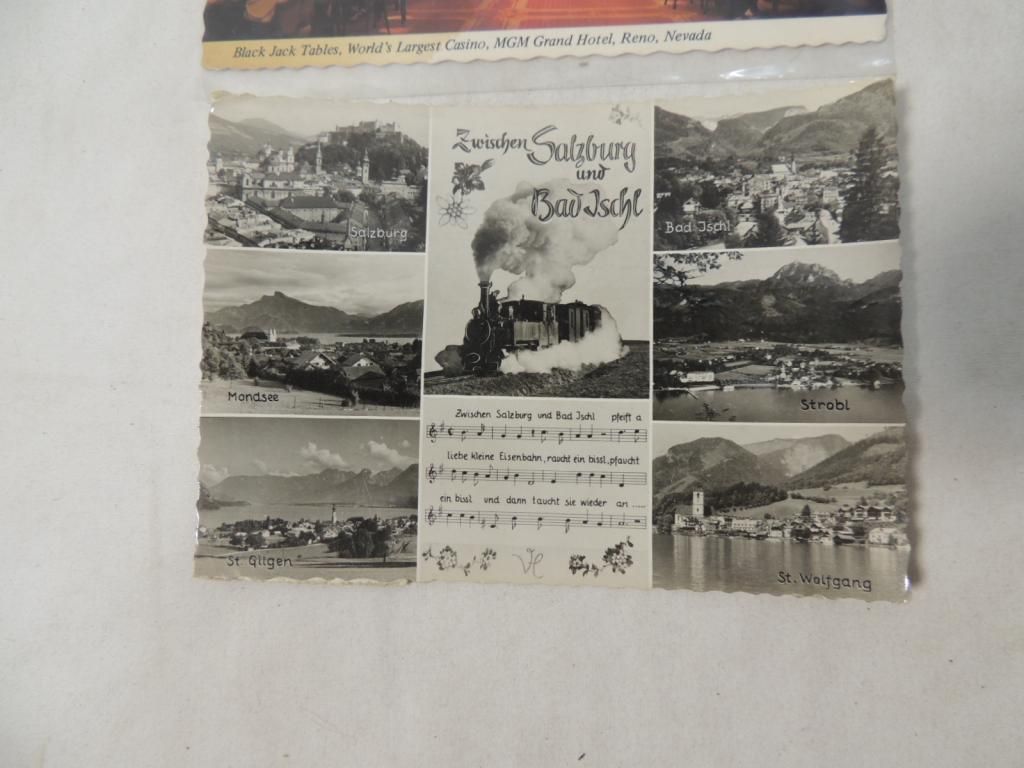 Black Jack Tables, World's Largest Casino, MGM Grand Hotel, Reno, Nevada
Zwischen
Salzburg
und
Bad Ischl
Salzburg
Bad Ischl
Mondsee
Strobl
St. Gilgen
St. Wolfgang
Zwischen Salzburg und Bad Ischl pfeift a
liebe kleine Eisenbahn, raucht ein bissl, pfaucht
ein bissl und dann taucht sie wieder an .....